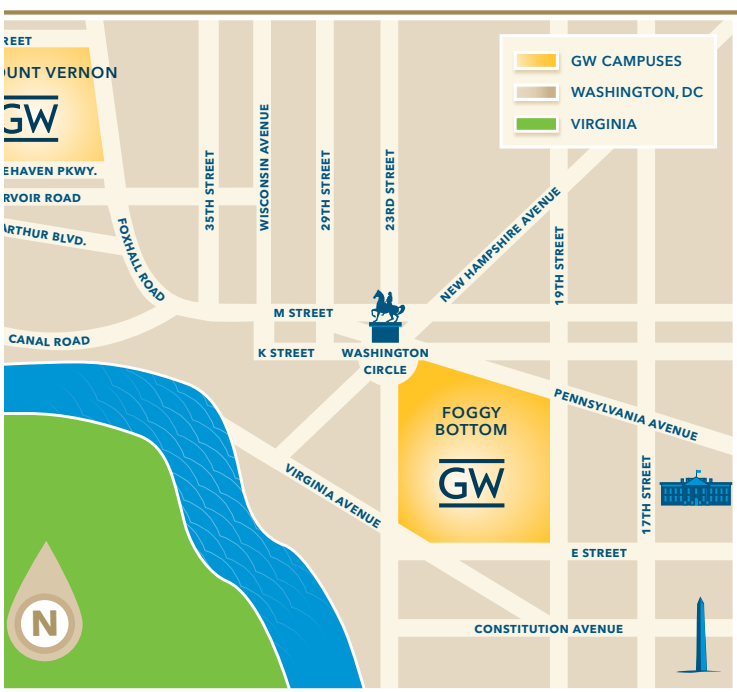 REET
OUNT VERNON
GW
EHAVEN PKWY.
RVOIR ROAD
ARTHUR BLVD.
FOXHALL ROAD
CANAL ROAD
35TH STREET
WISCONSIN AVENUE
29TH STREET
23RD STREET
NEW HAMPSHIRE AVENUE
19TH STREET
GW CAMPUSES
WASHINGTON, DC
VIRGINIA
M STREET
K STREET
WASHINGTON
CIRCLE
PENNSYLVANIA AVENUE
FOGGY
BOTTOM
GW
VIRGINIA AVENUE
17TH STREET
E STREET
CONSTITUTION AVENUE
N